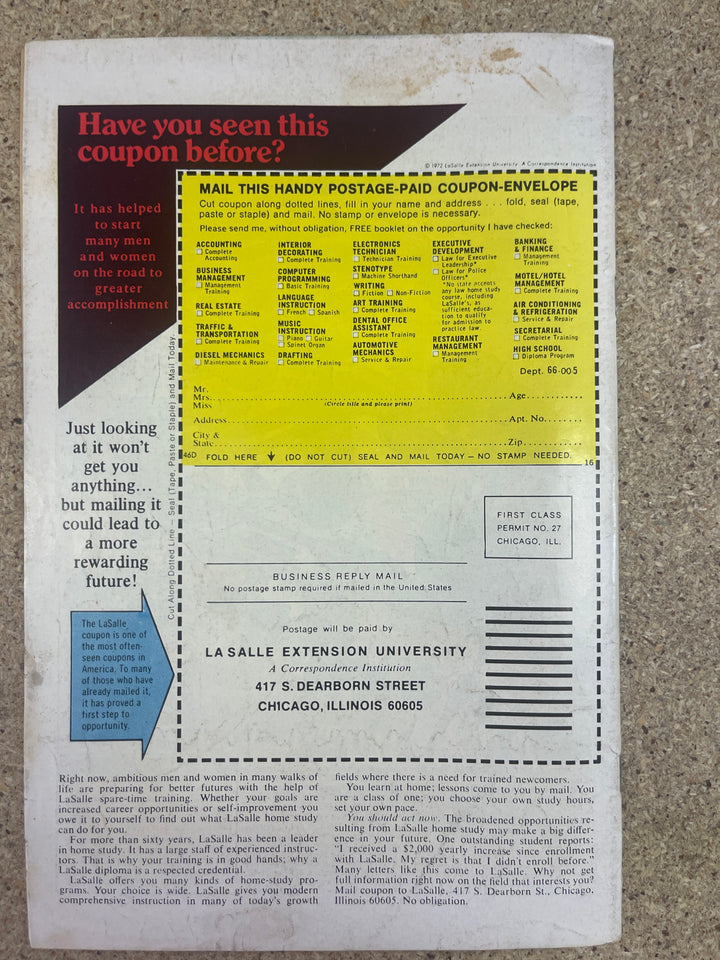 Have you seen this
coupon before?
It has helped
to start
many men
and women
on the road to
greater
accomplishment
Just looking
at it won't
get you
anything...
but mailing it
could lead to
a more
rewarding
future!
The LaSalle
coupon is one of
the most often-
seen coupons in
America. To many
of those who have
already mailed it,
it has proved a
first step to
opportunity.
© 1972 LaSalle Extension University A Correspondence Institution
Cut Along Dotted Line — Seal (Tape, Paste or Staple) and Mail Today.
MAIL THIS HANDY POSTAGE-PAID COUPON-ENVELOPE
Cut coupon along dotted lines, fill in your name and address . . . fold, seal (tape,
paste or staple) and mail. No stamp or envelope is necessary.
Please send me, without obligation, FREE booklet on the opportunity I have checked:
ACCOUNTING
Complete
Accounting
BUSINESS
MANAGEMENT
Management
Training
REAL ESTATE
Complete Training
TRAFFIC &
TRANSPORTATION
Complete Training
DIESEL MECHANICS
Maintenance & Repair
INTERIOR
DECORATING
Complete Training
COMPUTER
PROGRAMMING
Basic Training
LANGUAGE
INSTRUCTION
French Spanish
MUSIC
INSTRUCTION
Piano Guitar
Spinet Organ
DRAFTING
Complete Training
ELECTRONICS
TECHNICIAN
Technician Training
STENOTYPE
Machine Shorthand
WRITING
Fiction Non-Fiction
ART TRAINING
Complete Training
DENTAL OFFICE
ASSISTANT
Complete Training
AUTOMOTIVE
MECHANICS
Service & Repair
EXECUTIVE
DEVELOPMENT
Law for Executive
Leadership*
Law for Police
Officers*
*No state accepts
any law home study
course, including
LaSalle's, as
sufficient educa-
tion to qualify
for admission to
practice law.
RESTAURANT
MANAGEMENT
Management
Training
BANKING
& FINANCE
Management
Training
MOTEL/HOTEL
MANAGEMENT
Complete Training
AIR CONDITIONING
& REFRIGERATION
Service & Repair
SECRETARIAL
Complete Training
HIGH SCHOOL
Diploma Program
Dept. 66-005
Mr.
Mrs. Age
Miss (Circle title and please print)
Address Apt. No.
City &
State Zip
46D FOLD HERE (DO NOT CUT) SEAL AND MAIL TODAY — NO STAMP NEEDED. 16
FIRST CLASS
PERMIT NO. 27
CHICAGO, ILL.
BUSINESS REPLY MAIL
No postage stamp required if mailed in the United States
Postage will be paid by
LA SALLE EXTENSION UNIVERSITY
A Correspondence Institution
417 S. DEARBORN STREET
CHICAGO, ILLINOIS 60605
Right now, ambitious men and women in many walks of
life are preparing for better futures with the help of
LaSalle spare-time training. Whether your goals are
increased career opportunities or self-improvement you
owe it to yourself to find out what LaSalle home study
can do for you.
For more than sixty years, LaSalle has been a leader
in home study. It has a large staff of experienced instruc-
tors. That is why your training is in good hands; why a
LaSalle diploma is a respected credential.
LaSalle offers you many kinds of home-study pro-
grams. Your choice is wide. LaSalle gives you modern
comprehensive instruction in many of today's growth
fields where there is a need for trained newcomers.
You learn at home; lessons come to you by mail. You
are a class of one; you choose your own study hours,
set your own pace.
You should act now. The broadened opportunities re-
sulting from LaSalle home study may make a big differ-
ence in your future. One outstanding student reports:
"I received a $2,000 yearly increase since enrollment
with LaSalle. My regret is that I didn't enroll before."
Many letters like this come to LaSalle. Why not get
full information right now on the field that interests you?
Mail coupon to LaSalle, 417 S. Dearborn St., Chicago,
Illinois 60605. No obligation.